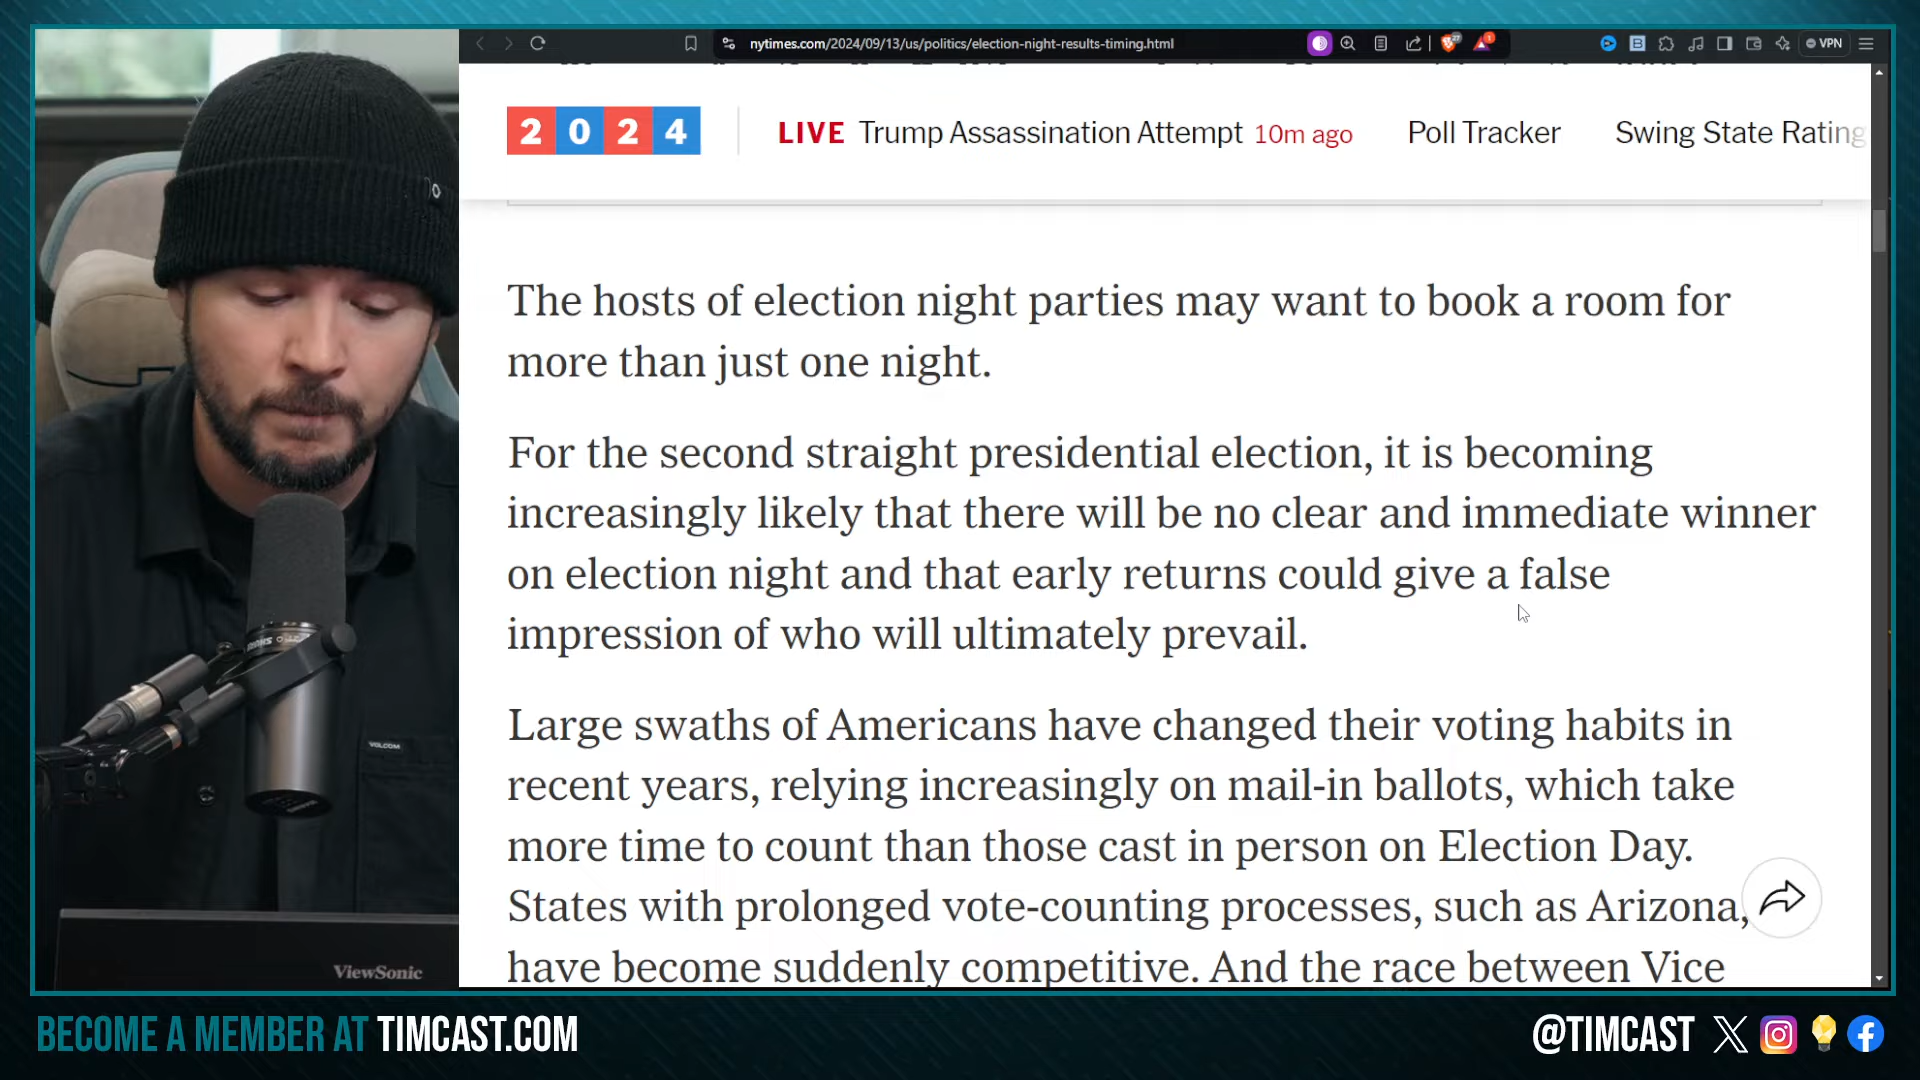 nytimes.com/2024/09/13/us/politics/election-night-results-timing.html
VPN
2024
LIVE Trump Assassination Attempt 10m ago
Poll Tracker
Swing State Rating
The hosts of election night parties may want to book a room for
more than just one night.
For the second straight presidential election, it is becoming
increasingly likely that there will be no clear and immediate winner
on election night and that early returns could give a false
impression of who will ultimately prevail.
Large swaths of Americans have changed their voting habits in
recent years, relying increasingly on mail-in ballots, which take
more time to count than those cast in person on Election Day.
States with prolonged vote-counting processes, such as Arizona,
have become suddenly competitive. And the race between Vice
VOLCOM
ViewSonic
BECOME A MEMBER AT TIMCAST.COM
@TIMCAST